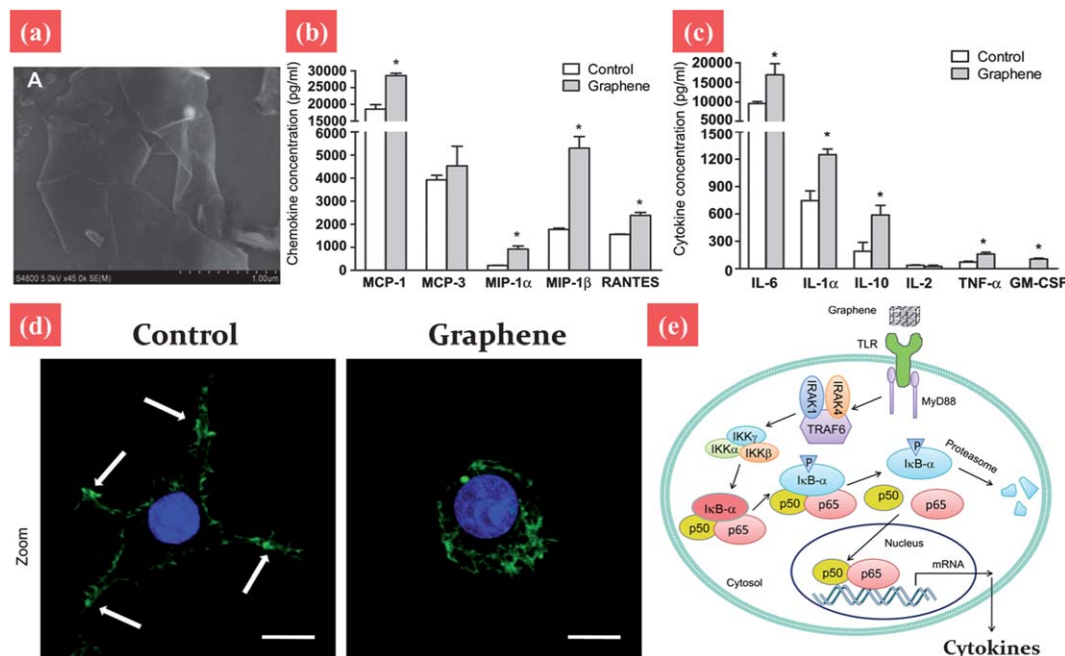 (a)
A
S4800 5.0kV x45.0k SE(M)
1.00um
(b)
Chemokine concentration (pg/ml)
30000
25000
20000
15000
10000
6000
4000
2000
0
Control
Graphene
*
*
*
*
MCP-1 MCP-3 MIP-1α MIP-1β RANTES
(c)
Cytokine concentration (pg/ml)
20000
15000
10000
5000
1500
1200
900
600
300
0
Control
Graphene
*
*
*
*
*
IL-6 IL-1α IL-10 IL-2 TNF-α GM-CSF
(d)
Control
Graphene
Zoom
(e)
Graphene
TLR
MyD88
IRAK1
IRAK4
TRAF6
IKKγ
IKKα
IKKβ
P
IκB-α
P
IκB-α
Proteasome
IκB-α
p50
p65
p50
p65
p50
p65
Nucleus
mRNA
p50
p65
Cytosol
Cytokines